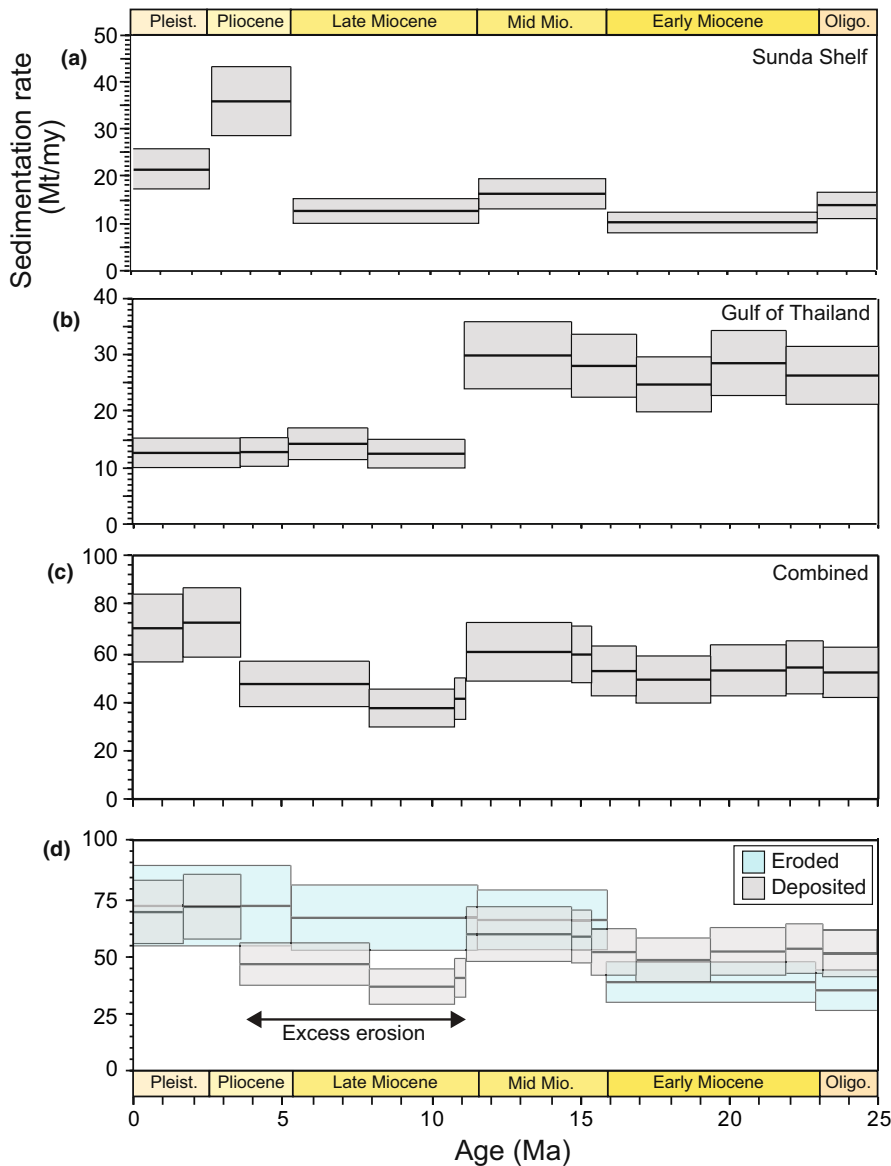 Pleist. Pliocene Late Miocene Mid Mio. Early Miocene Oligo.
Sedimentation rate
(Mt/my)
(a)
Sunda Shelf
50
40
30
20
10
0
(b)
Gulf of Thailand
40
30
20
10
0
(c)
Combined
100
80
60
40
20
0
(d)
Eroded
Deposited
100
75
50
25
0
Excess erosion
Pleist. Pliocene Late Miocene Mid Mio. Early Miocene Oligo.
0 5 10 15 20 25
Age (Ma)